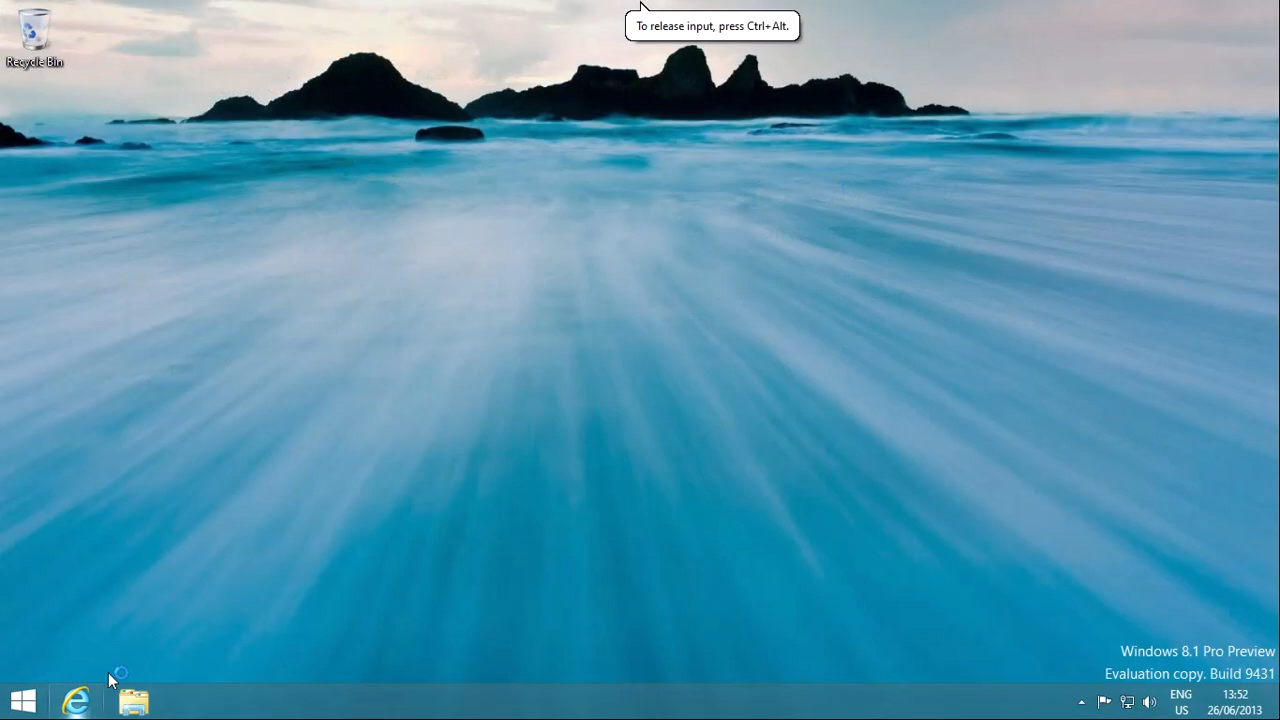 To release input, press Ctrl+Alt.
Recycle Bin
Windows 8.1 Pro Preview
Evaluation copy. Build 9431
ENG
US
13:52
26/06/2013